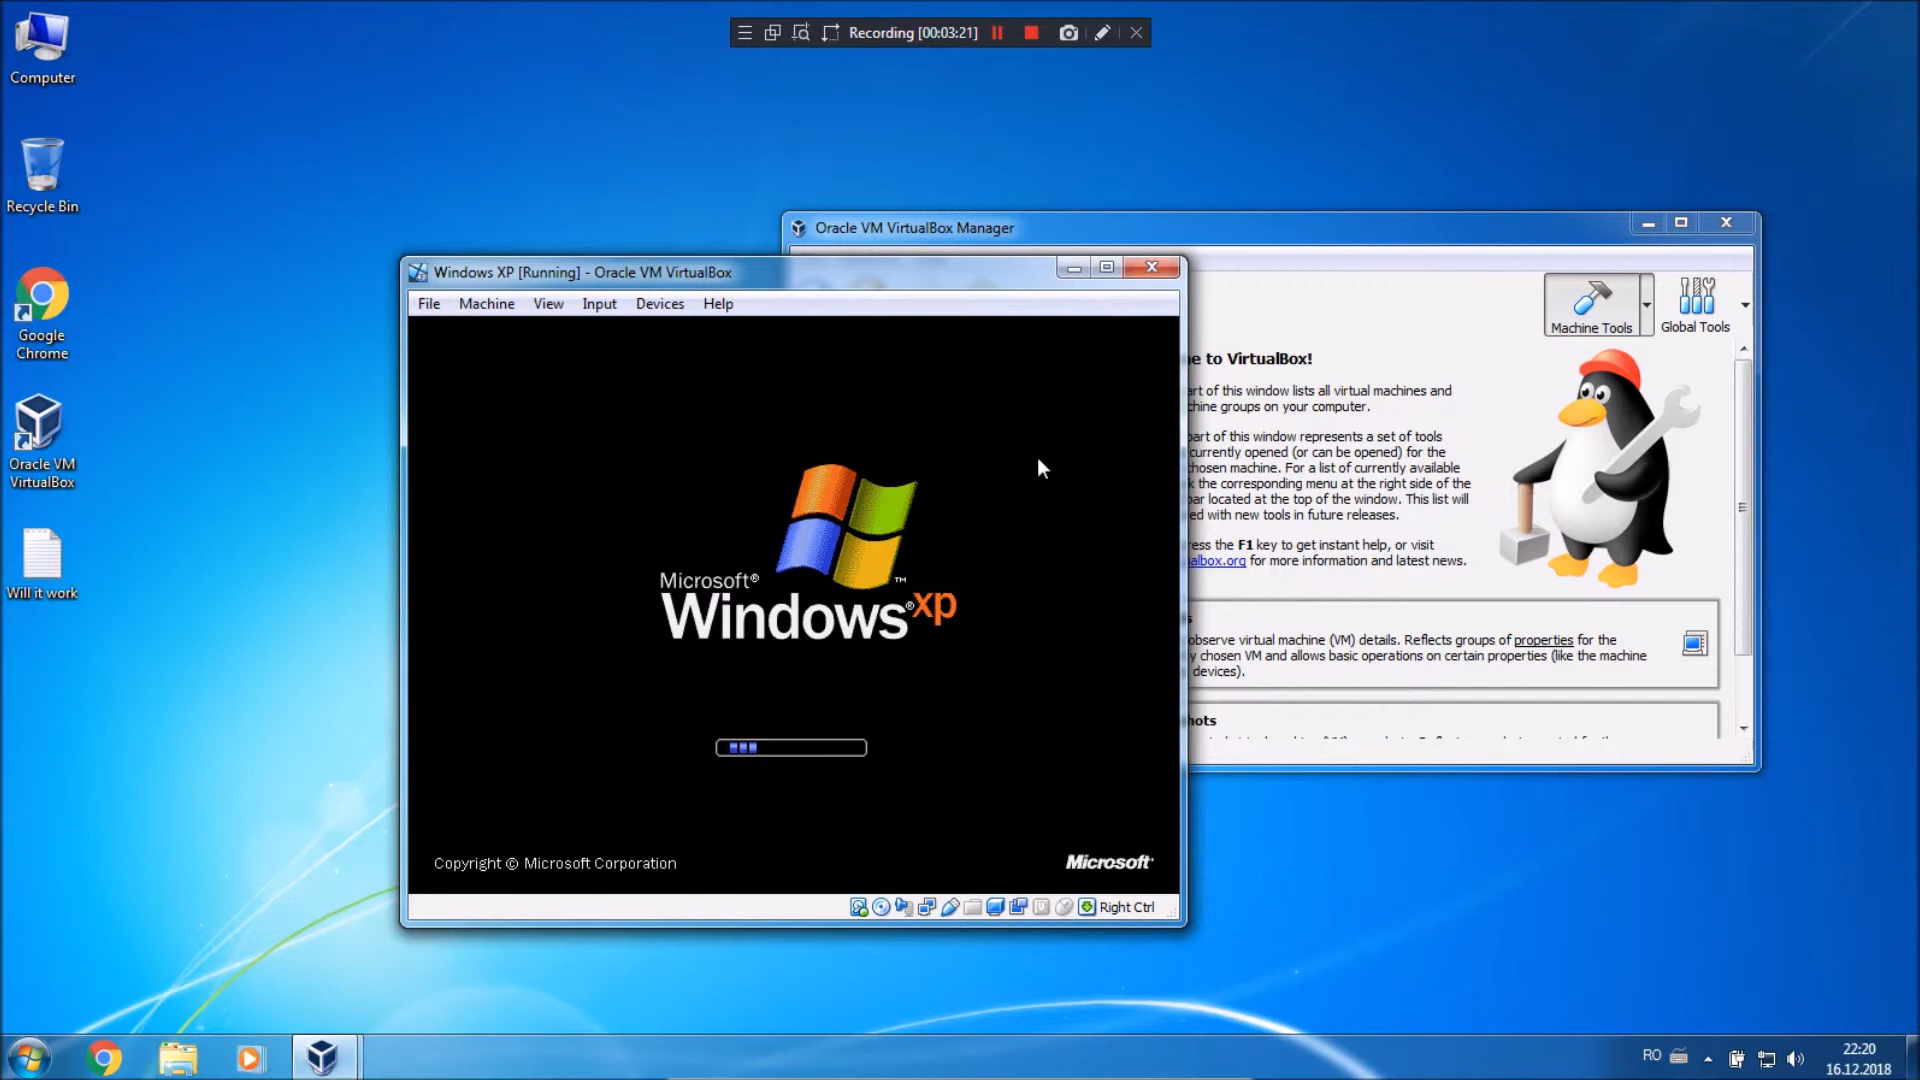 Recording [00:03:21]
Computer
Recycle Bin
Google
Chrome
Oracle VM
VirtualBox
Will it work
Oracle VM VirtualBox Manager
Machine Tools
Global Tools
e to VirtualBox!
art of this window lists all virtual machines and
chine groups on your computer.
part of this window represents a set of tools
currently opened (or can be opened) for the
chosen machine. For a list of currently available
k the corresponding menu at the right side of the
bar located at the top of the window. This list will
ed with new tools in future releases.
ress the F1 key to get instant help, or visit
albox.org for more information and latest news.
s
observe virtual machine (VM) details. Reflects groups of properties for the
y chosen VM and allows basic operations on certain properties (like the machine
devices).
hots
Windows XP [Running] - Oracle VM VirtualBox
File Machine View Input Devices Help
Microsoft®
Windows® xp ™
Copyright © Microsoft Corporation
Microsoft®
Right Ctrl
RO
22:20
16.12.2018